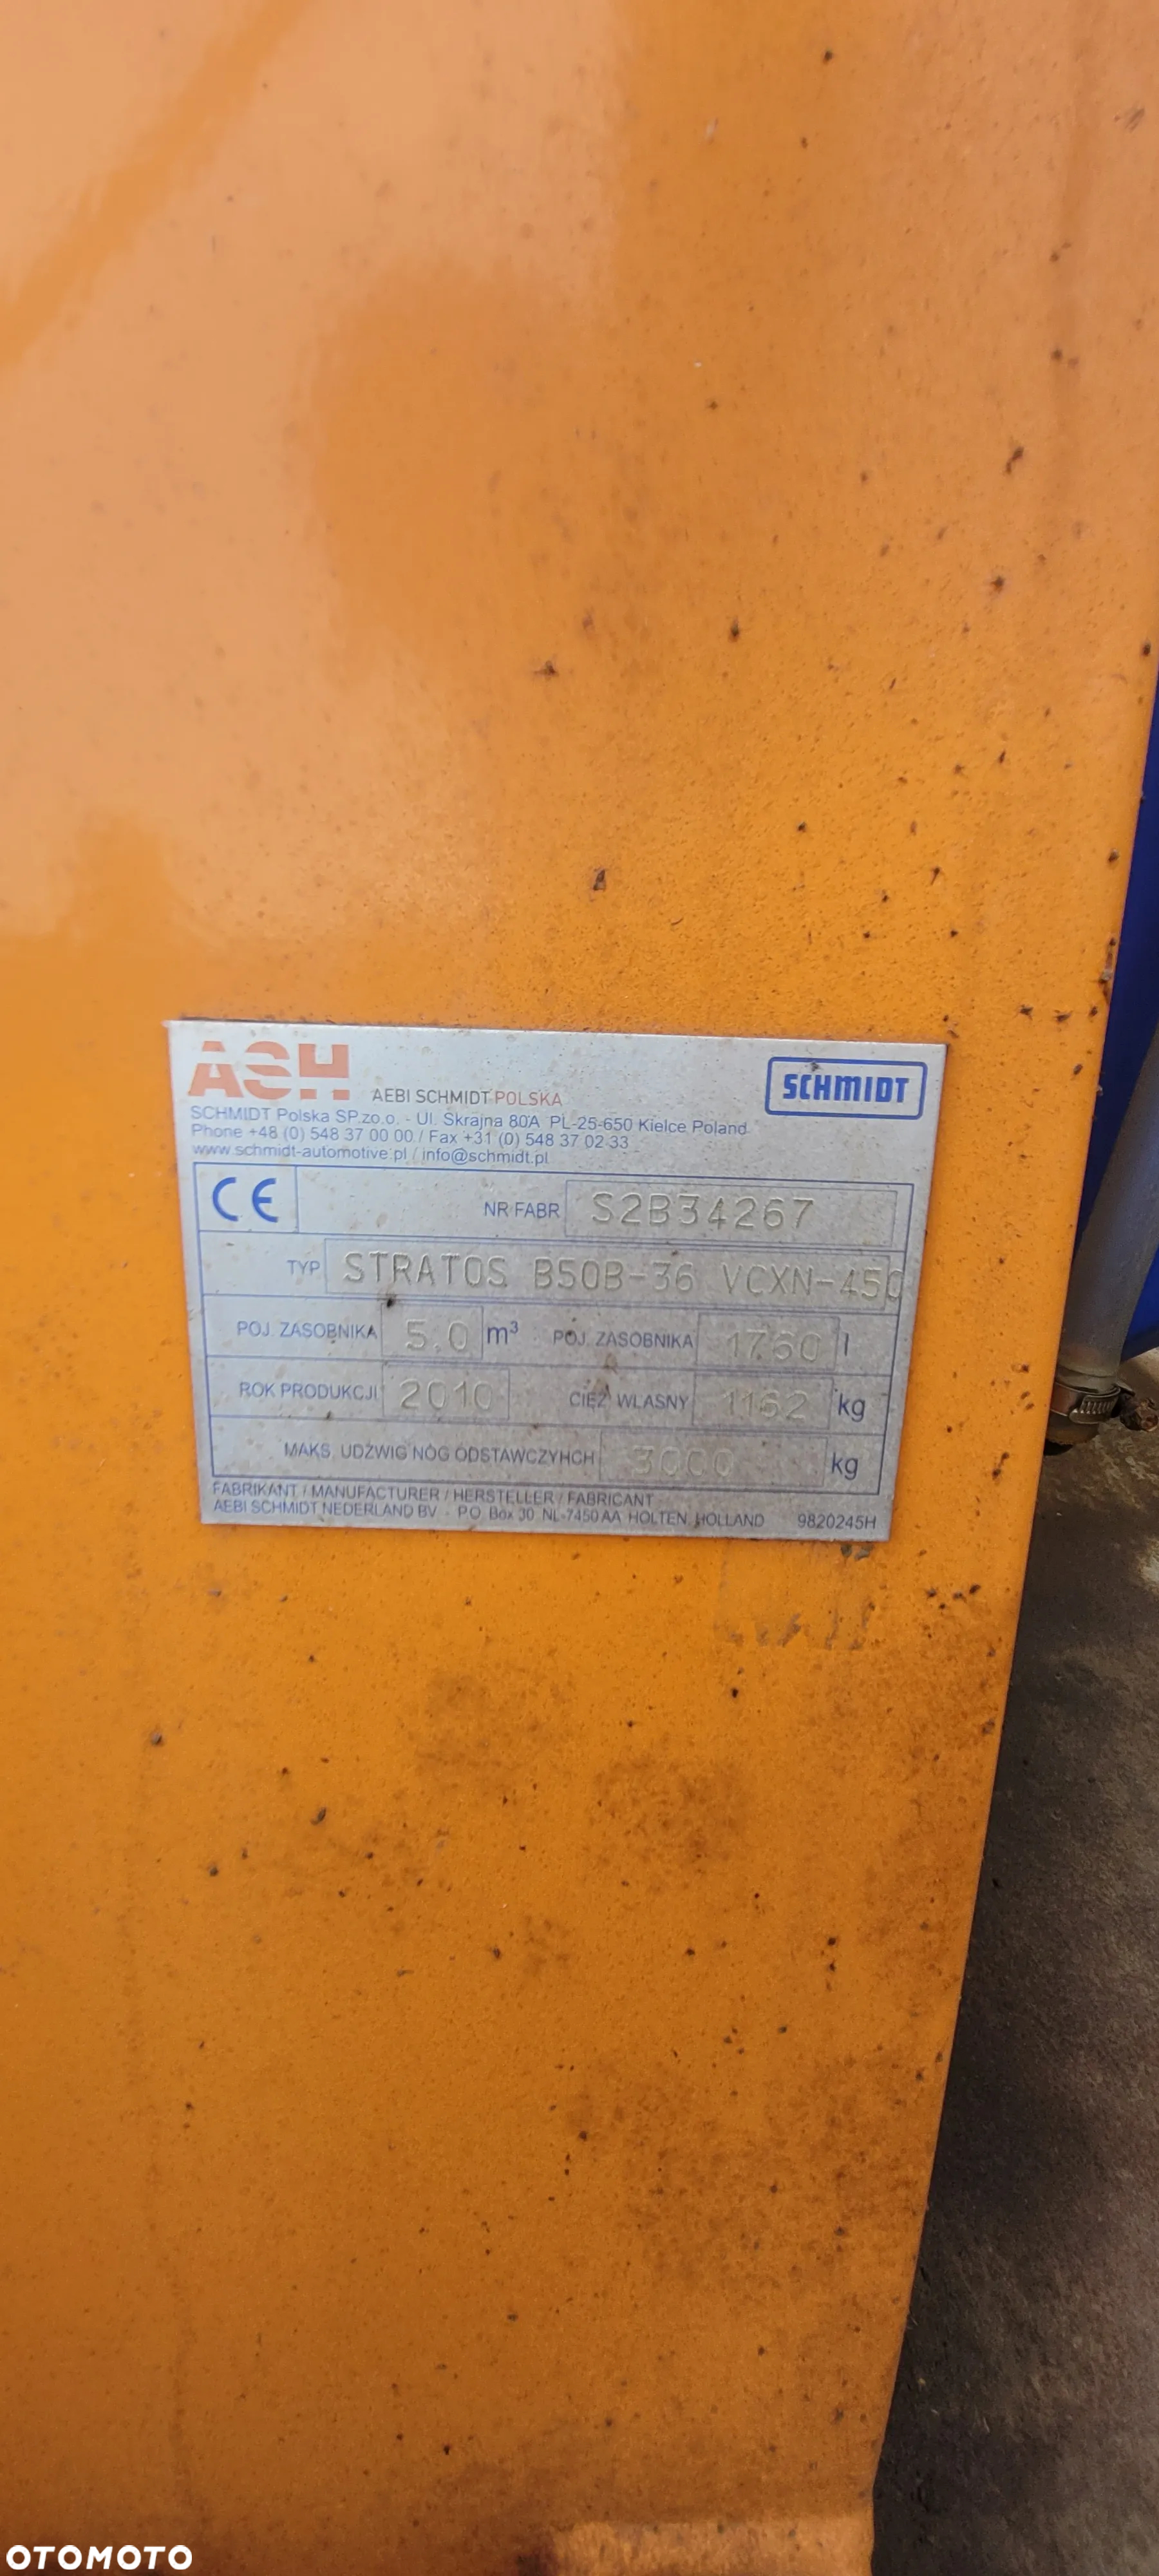 ASH AEBI SCHMIDT POLSKA SCHMIDT
SCHMIDT Polska SP.zo.o. - Ul. Skrajna 80A PL-25-650 Kielce Poland
Phone +48 (0) 548 37 00 00 / Fax +31 (0) 548 37 02 33
www.schmidt-automotive.pl / info@schmidt.pl
CE NR FABR S2B34267
TYP STRATOS B50B-36 VCXN-450
POJ. ZASOBNIKA 5.0 m³ POJ. ZASOBNIKA 1760 l
ROK PRODUKCJI 2010 CIĘŻ WŁASNY 1162 kg
MAKS. UDŹWIG NÓG ODSTAWCZYHCH 3000 kg
FABRIKANT / MANUFACTURER / HERSTELLER / FABRICANT
AEBI SCHMIDT NEDERLAND BV - P.O. Box 30 NL-7450 AA HOLTEN, HOLLAND 9820245H
OTOMOTO